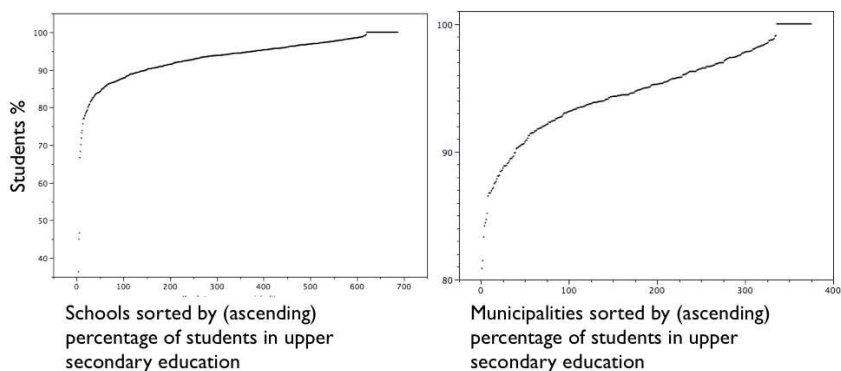 Students %
100
90
80
70
60
50
40
0 100 200 300 400 500 600 700
Schools sorted by (ascending)
percentage of students in upper
secondary education
100
90
80
0 100 200 300 400
Municipalities sorted by (ascending)
percentage of students in upper
secondary education